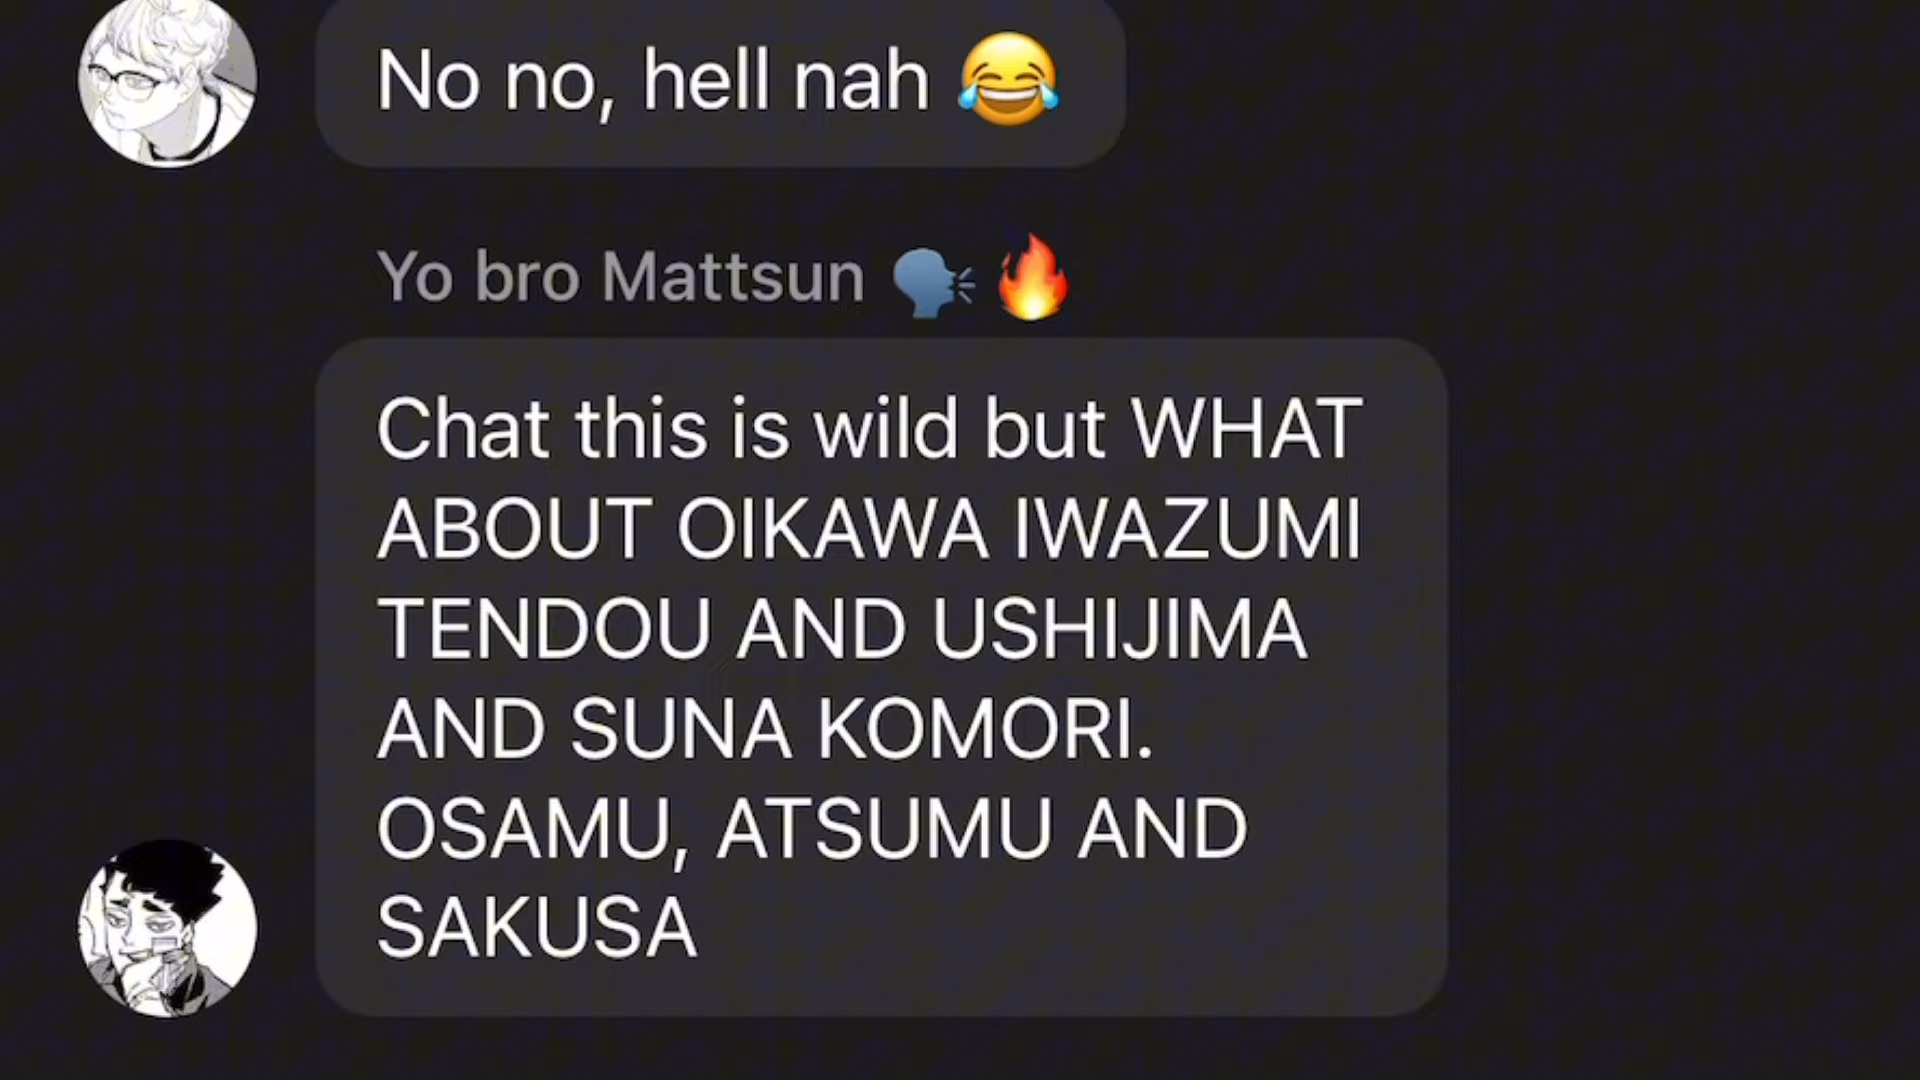 No no, hell nah 😂
Yo bro Mattsun 🗣️🔥
Chat this is wild but WHAT
ABOUT OIKAWA IWAZUMI
TENDOU AND USHIJIMA
AND SUNA KOMORI.
OSAMU, ATSUMU AND
SAKUSA